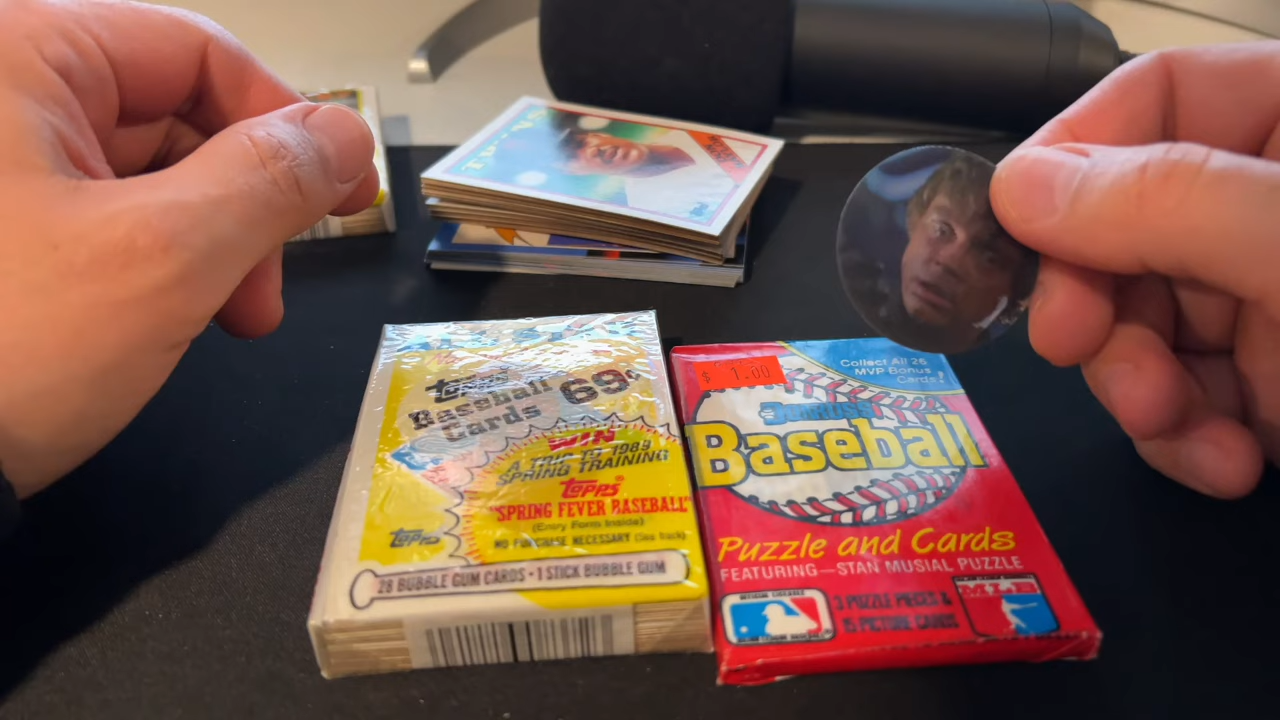 topps
Baseball 69¢
Cards
WIN
A TRIP TO 1989
SPRING TRAINING
Topps®
"SPRING FEVER BASEBALL"
(Entry Form Inside)
NO PURCHASE NECESSARY (See Back)
Topps
28 BUBBLE GUM CARDS • 1 STICK BUBBLE GUM
$ 1.00
Collect All 26
MVP Bonus
Cards!
DONRUSS
Baseball
Puzzle and Cards
FEATURING—STAN MUSIAL PUZZLE
3 PUZZLE PIECES &
15 PICTURE CARDS